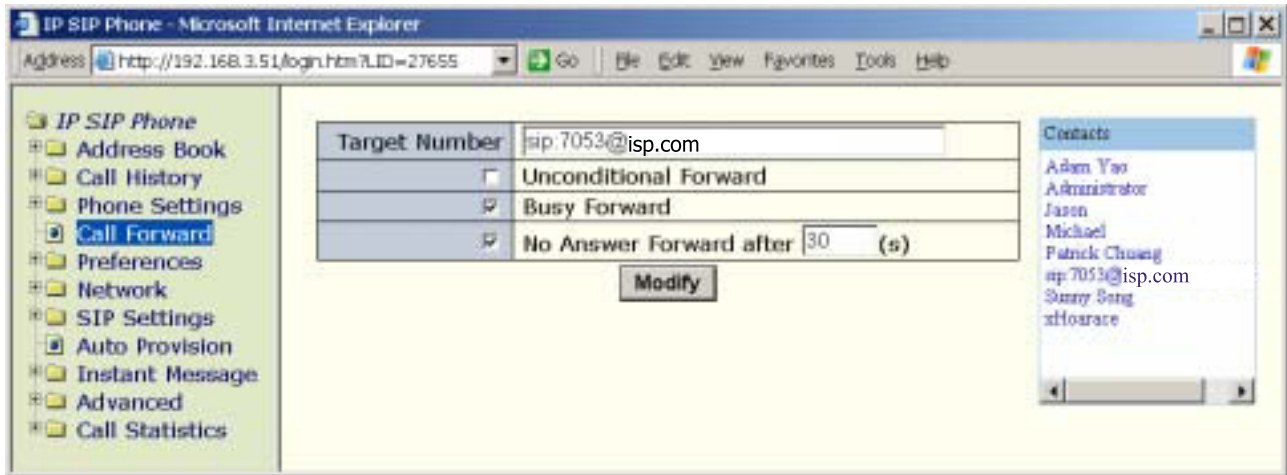 IP SIP Phone - Microsoft Internet Explorer
Address http://192.168.3.51/login.htm?LID=27655 Go File Edit View Favorites Tools Help
IP SIP Phone
Address Book
Call History
Phone Settings
Call Forward
Preferences
Network
SIP Settings
Auto Provision
Instant Message
Advanced
Call Statistics
Target Number sip:7053@isp.com
Unconditional Forward
Busy Forward
No Answer Forward after 30 (s)
Modify
Contacts
Adam Yao
Administrator
Jason
Michael
Patrick Chuang
sip:7053@isp.com
Sunny Song
xHoarace